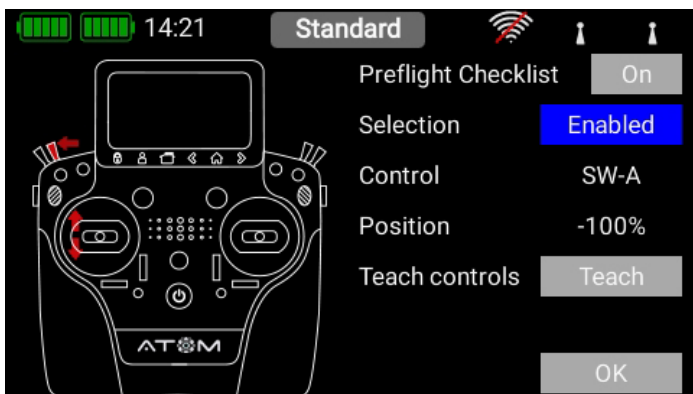 14:21 Standard
Preflight Checklist On
Selection Enabled
Control SW-A
Position -100%
Teach controls Teach
ATOM
OK